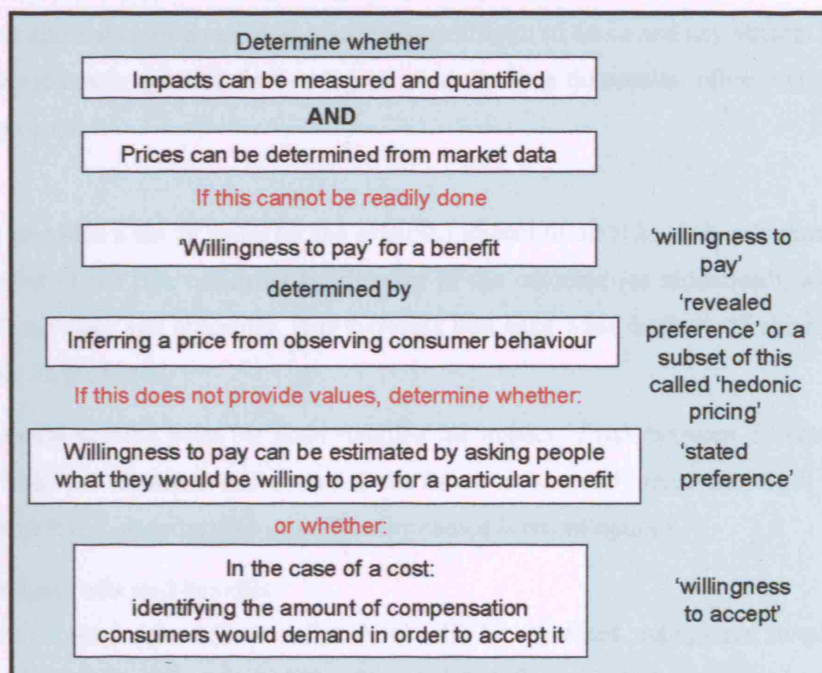 Determine whether
Impacts can be measured and quantified
AND
Prices can be determined from market data
If this cannot be readily done
‘Willingness to pay’ for a benefit
determined by
Inferring a price from observing consumer behaviour
If this does not provide values, determine whether:
Willingness to pay can be estimated by asking people
what they would be willing to pay for a particular benefit
or whether:
In the case of a cost:
identifying the amount of compensation
consumers would demand in order to accept it
‘willingness to
pay’
‘revealed
preference’ or a
subset of this
called ‘hedonic
pricing’
‘stated
preference’
‘willingness
to accept’